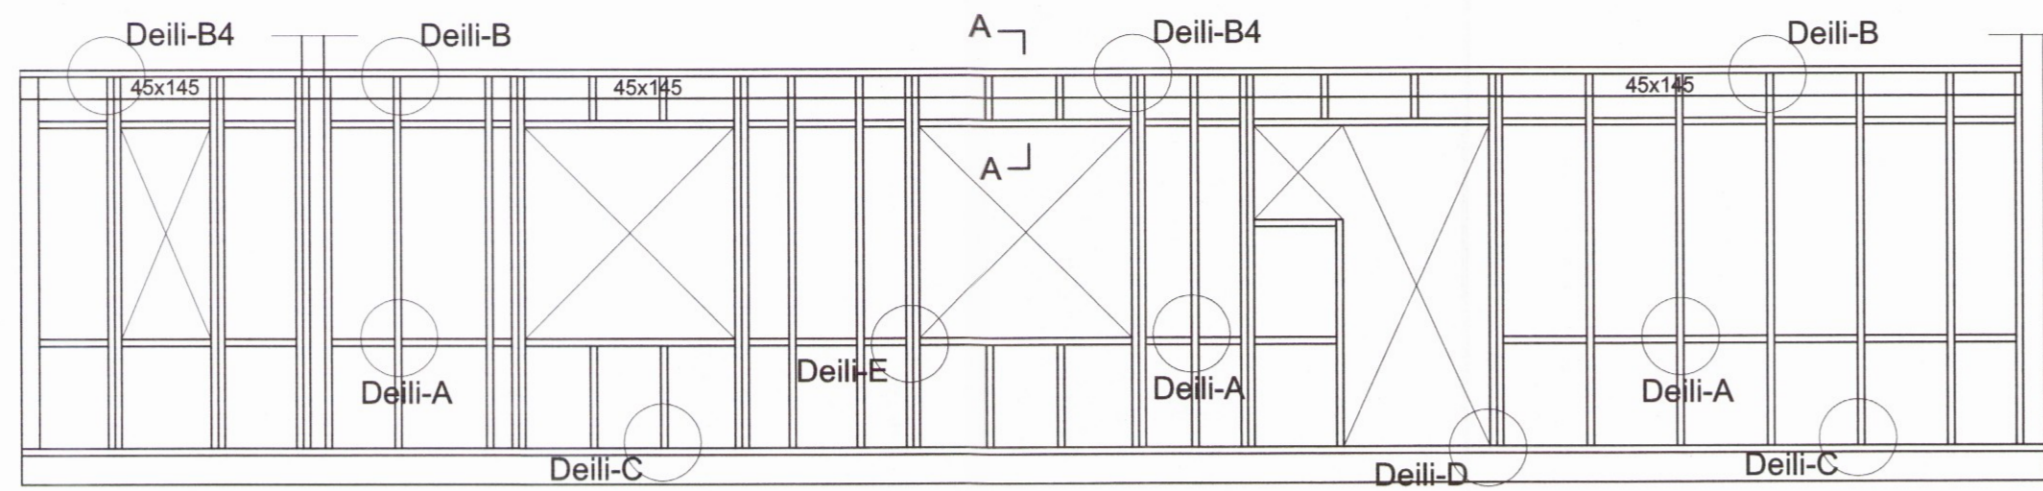 Deili-B4
Deili-B
A
Deili-B4
Deili-B
45x145
45x145
45x145
A
Deili-A
Deili-E
Deili-A
Deili-A
Deili-C
Deili-D
Deili-C